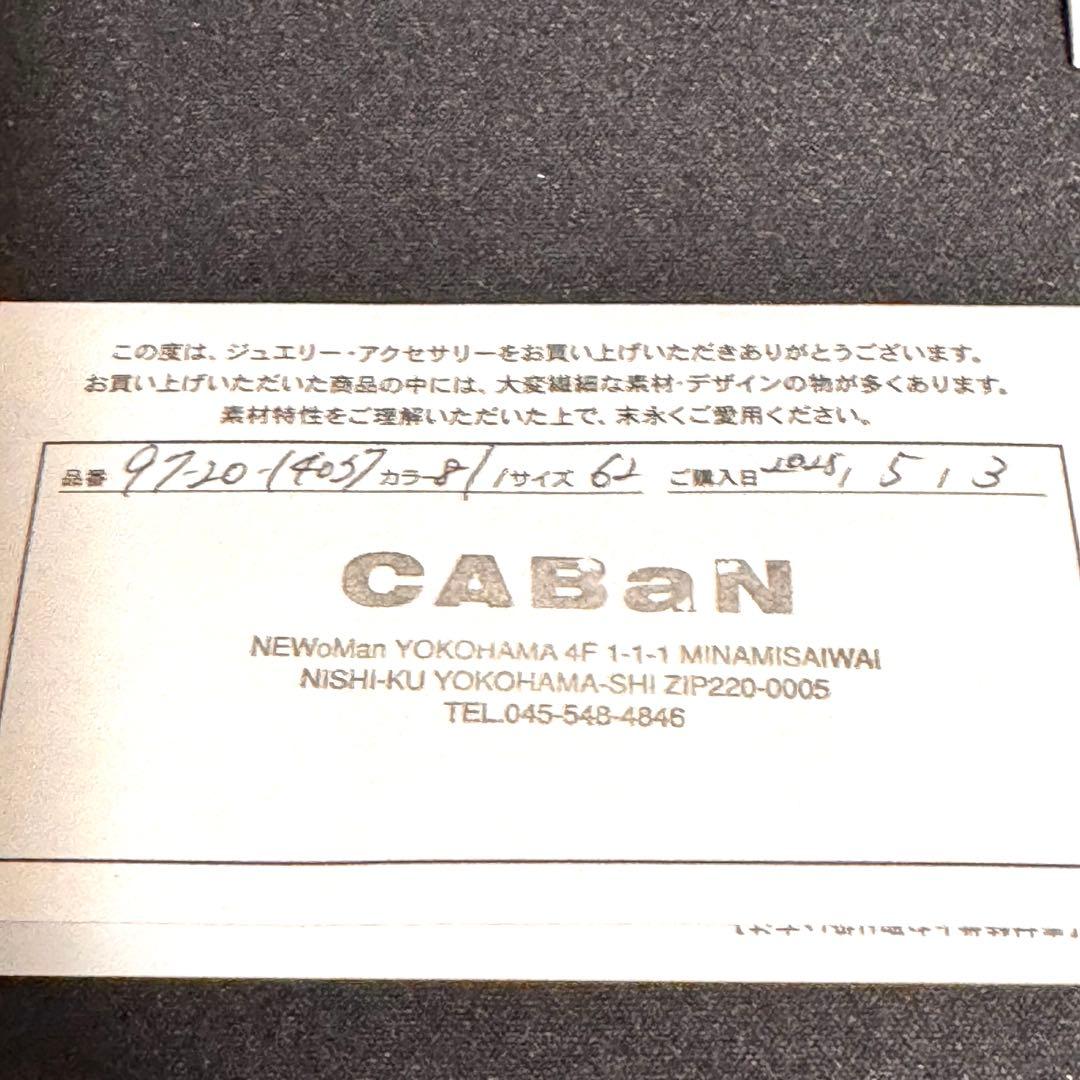 この度は、ジュエリー・アクセサリーをお買い上げいただきありがとうございます。
お買い上げいただいた商品の中には、大変繊細な素材・デザインの物が多くあります。
素材特性をご理解いただいた上で、末永くご愛用ください。
品番 97-20-14057 カラー 81 / サイズ 62 ご購入日 2025, 5, 3
CABaN
NEWoMan YOKOHAMA 4F 1-1-1 MINAMISAIWAI
NISHI-KU YOKOHAMA-SHI ZIP220-0005
TEL.045-548-4846